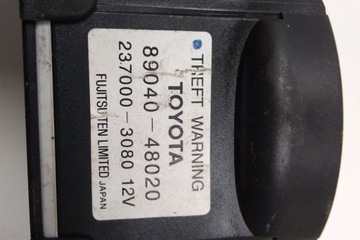 THEFT WARNING
TOYOTA
89040-48020
237000-3080 12V
FUJITSU TEN LIMITED JAPAN